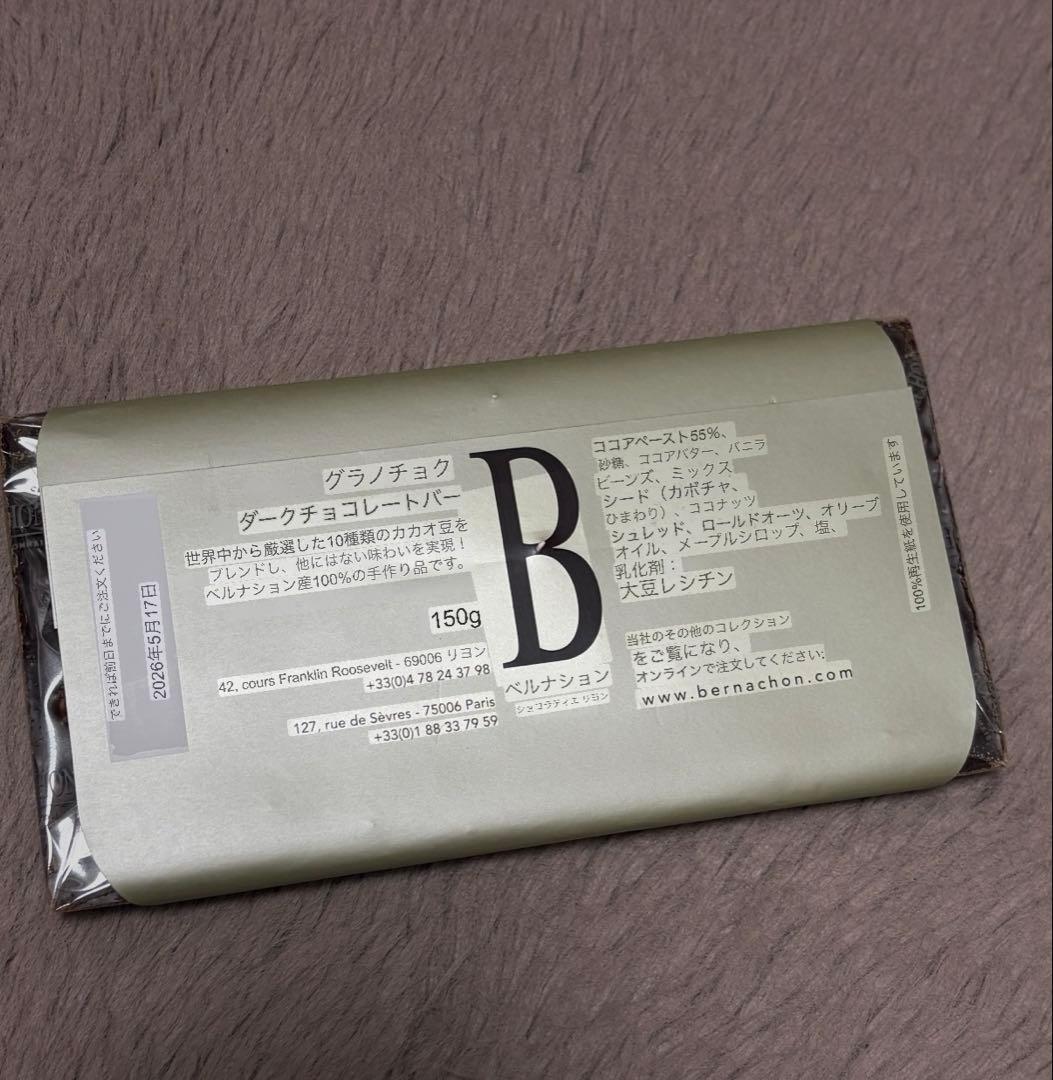 できれば前日までにご注文ください
2026年5月17日
グラノチョク
ダークチョコレートバー
世界中から厳選した10種類のカカオ豆を
ブレンドし、他にはない味わいを実現！
ベルナション産100%の手作り品です。
150g
42, cours Franklin Roosevelt - 69006 リヨン
+33(0)4 78 24 37 98
127, rue de Sèvres - 75006 Paris
+33(0)1 88 33 79 59
B
ベルナション
ショコラティエ リヨン
ココアペースト55%、
砂糖、ココアバター、バニラ
ビーンズ、ミックス
シード（カボチャ、
ひまわり）、ココナッツ
シュレッド、ロールドオーツ、オリーブ
オイル、メープルシロップ、塩、
乳化剤：
大豆レシチン
当社のその他のコレクション
をご覧になり、
オンラインで注文してください:
www.bernachon.com
100%再生紙を使用しています